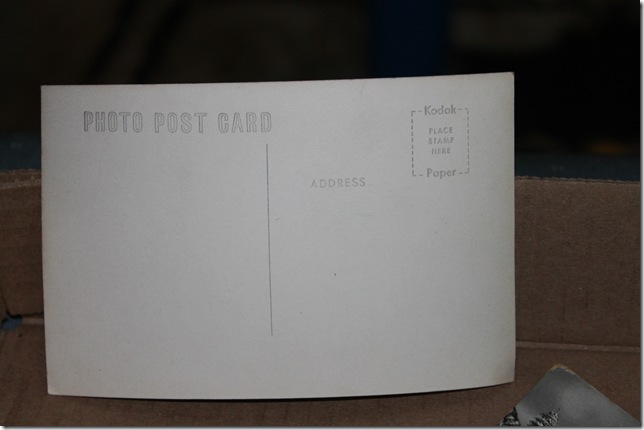 PHOTO POST CARD
ADDRESS
Kodak
PLACE
STAMP
HERE
Paper